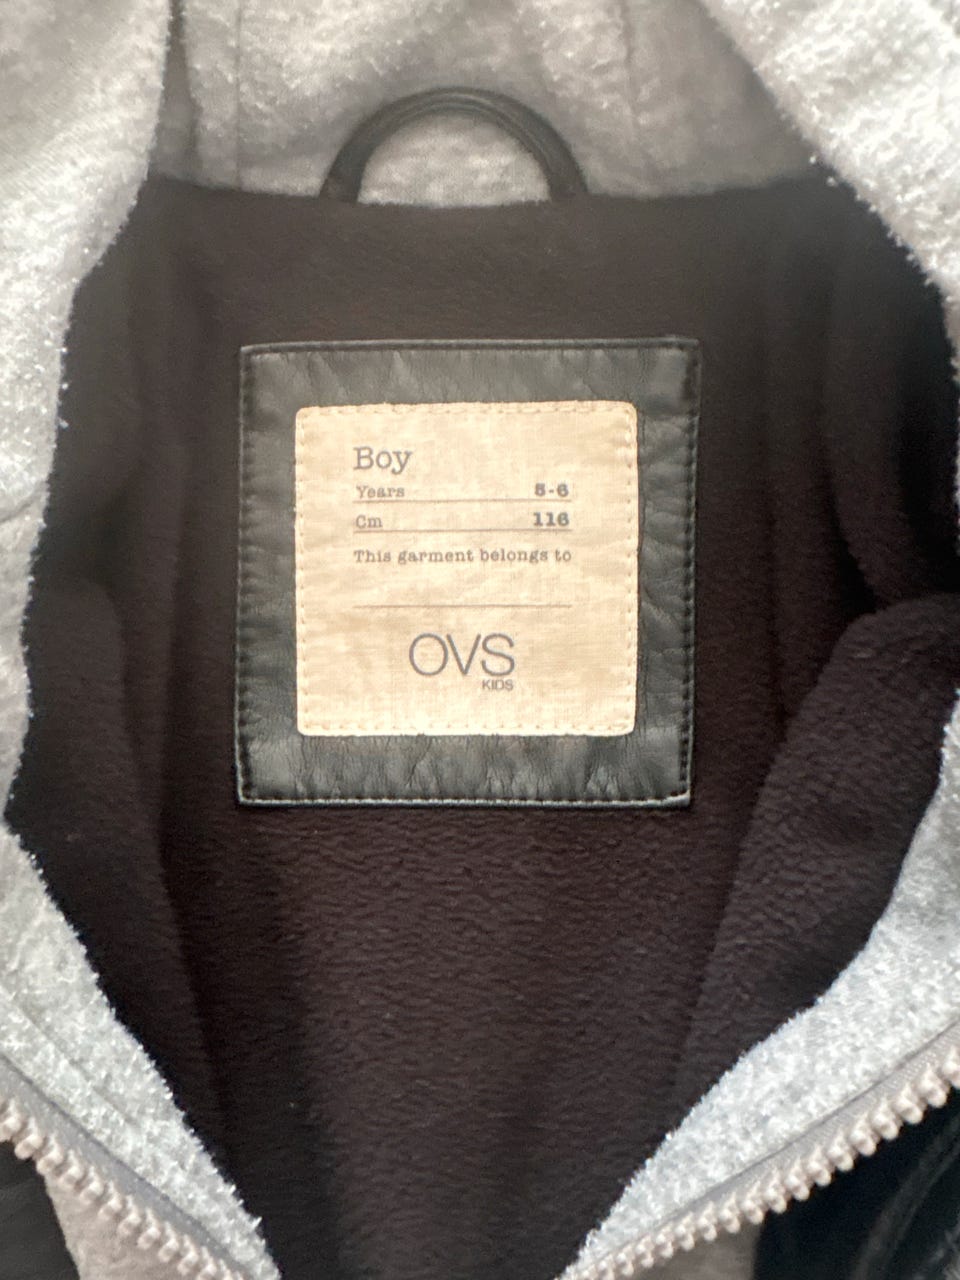 Boy
Years 5-6
Cm 116
This garment belongs to
OVS
KIDS